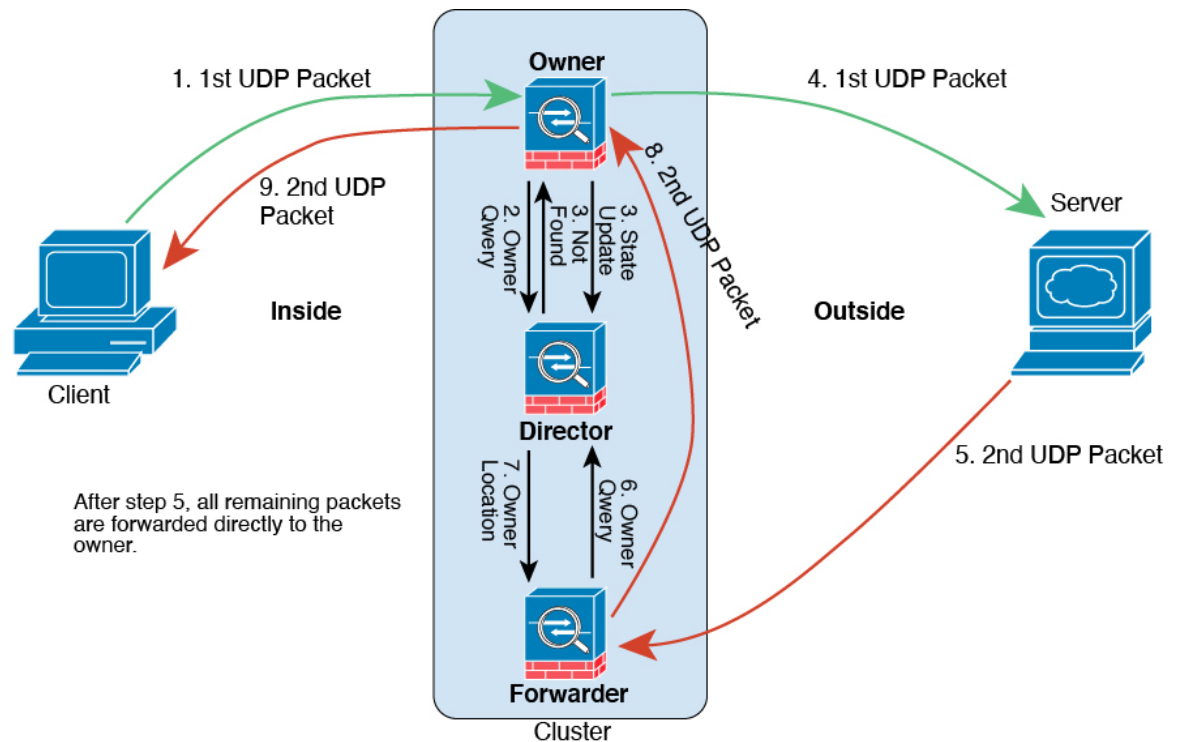 Owner
1. 1st UDP Packet
4. 1st UDP Packet
9. 2nd UDP
Packet
2. Owner
Qwery
3. Not
Found
3. State
Update
8. 2nd UDP Packet
Server
Inside
Outside
Client
Director
5. 2nd UDP Packet
7. Owner
Location
6. Owner
Qwery
After step 5, all remaining packets
are forwarded directly to the
owner.
Forwarder
Cluster